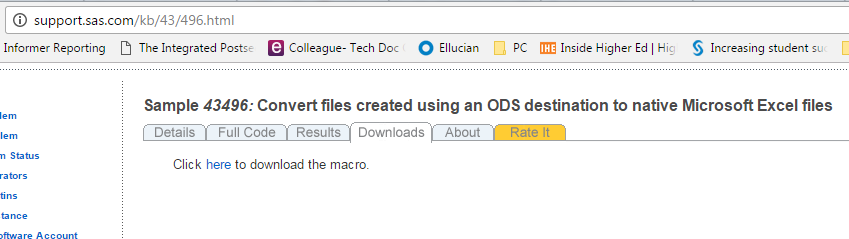 support.sas.com/kb/43/496.html
Informer Reporting The Integrated Postse Colleague- Tech Doc Ellucian PC IHE Inside Higher Ed | Hig Increasing student su
Sample 43496: Convert files created using an ODS destination to native Microsoft Excel files
Details Full Code Results Downloads About Rate It
Click here to download the macro.
lem
lem
m Status
rators
tins
tance
oftware Account